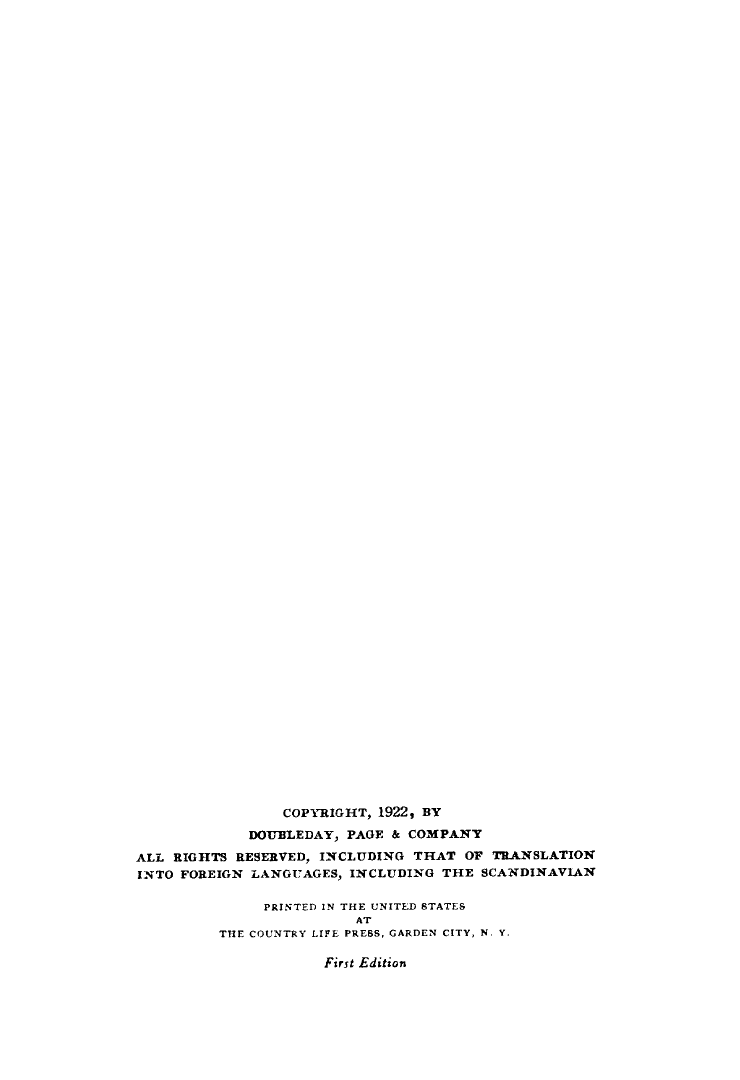 COPYRIGHT, 1922, BY
DOUBLEDAY, PAGE & COMPANY
ALL RIGHTS RESERVED, INCLUDING THAT OF TRANSLATION
INTO FOREIGN LANGUAGES, INCLUDING THE SCANDINAVIAN
PRINTED IN THE UNITED STATES
AT
THE COUNTRY LIFE PRESS, GARDEN CITY, N. Y.
First Edition